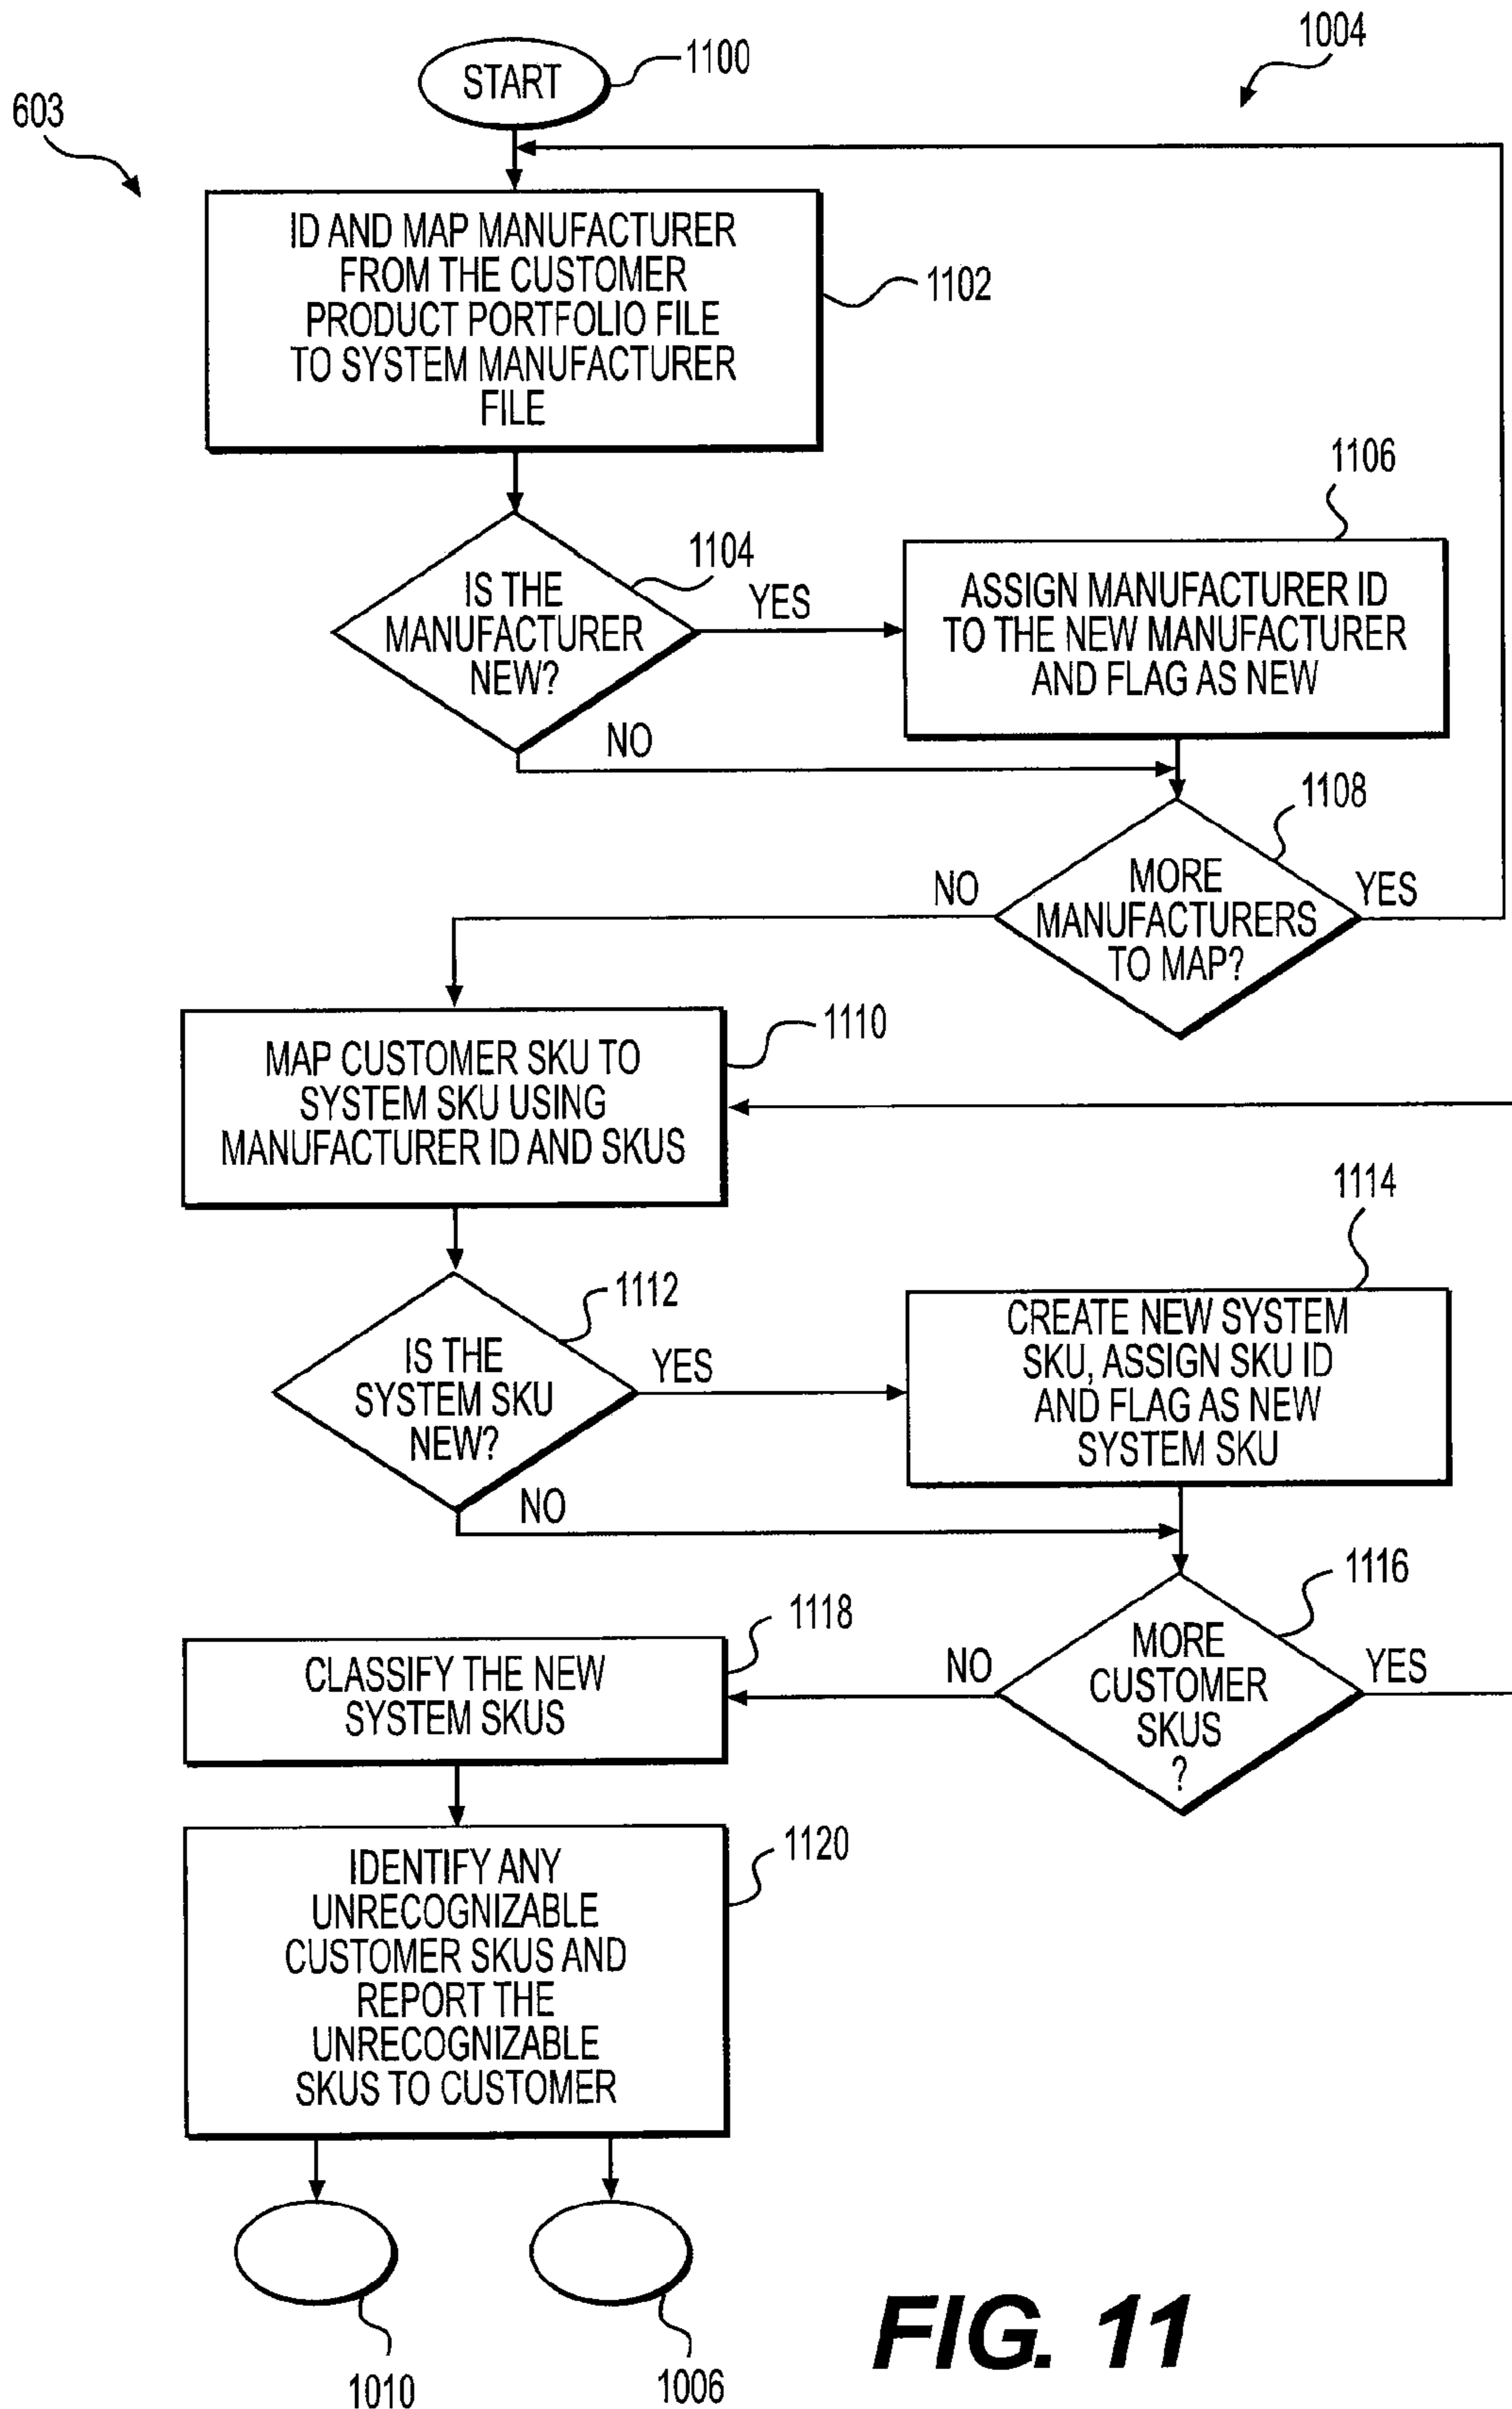 1004
START
1100
603
ID AND MAP MANUFACTURER
FROM THE CUSTOMER
PRODUCT PORTFOLIO FILE
TO SYSTEM MANUFACTURER
FILE
1102
1106
1104
IS THE
MANUFACTURER
NEW?
YES
ASSIGN MANUFACTURER ID
TO THE NEW MANUFACTURER
AND FLAG AS NEW
NO
1108
MORE
MANUFACTURERS
TO MAP?
NO
YES
1110
MAP CUSTOMER SKU TO
SYSTEM SKU USING
MANUFACTURER ID AND SKUS
1114
1112
IS THE
SYSTEM SKU
NEW?
YES
CREATE NEW SYSTEM
SKU, ASSIGN SKU ID
AND FLAG AS NEW
SYSTEM SKU
NO
1116
1118
MORE
CUSTOMER
SKUS
?
NO
YES
CLASSIFY THE NEW
SYSTEM SKUS
1120
IDENTIFY ANY
UNRECOGNIZABLE
CUSTOMER SKUS AND
REPORT THE
UNRECOGNIZABLE
SKUS TO CUSTOMER
1010
1006
FIG. 11